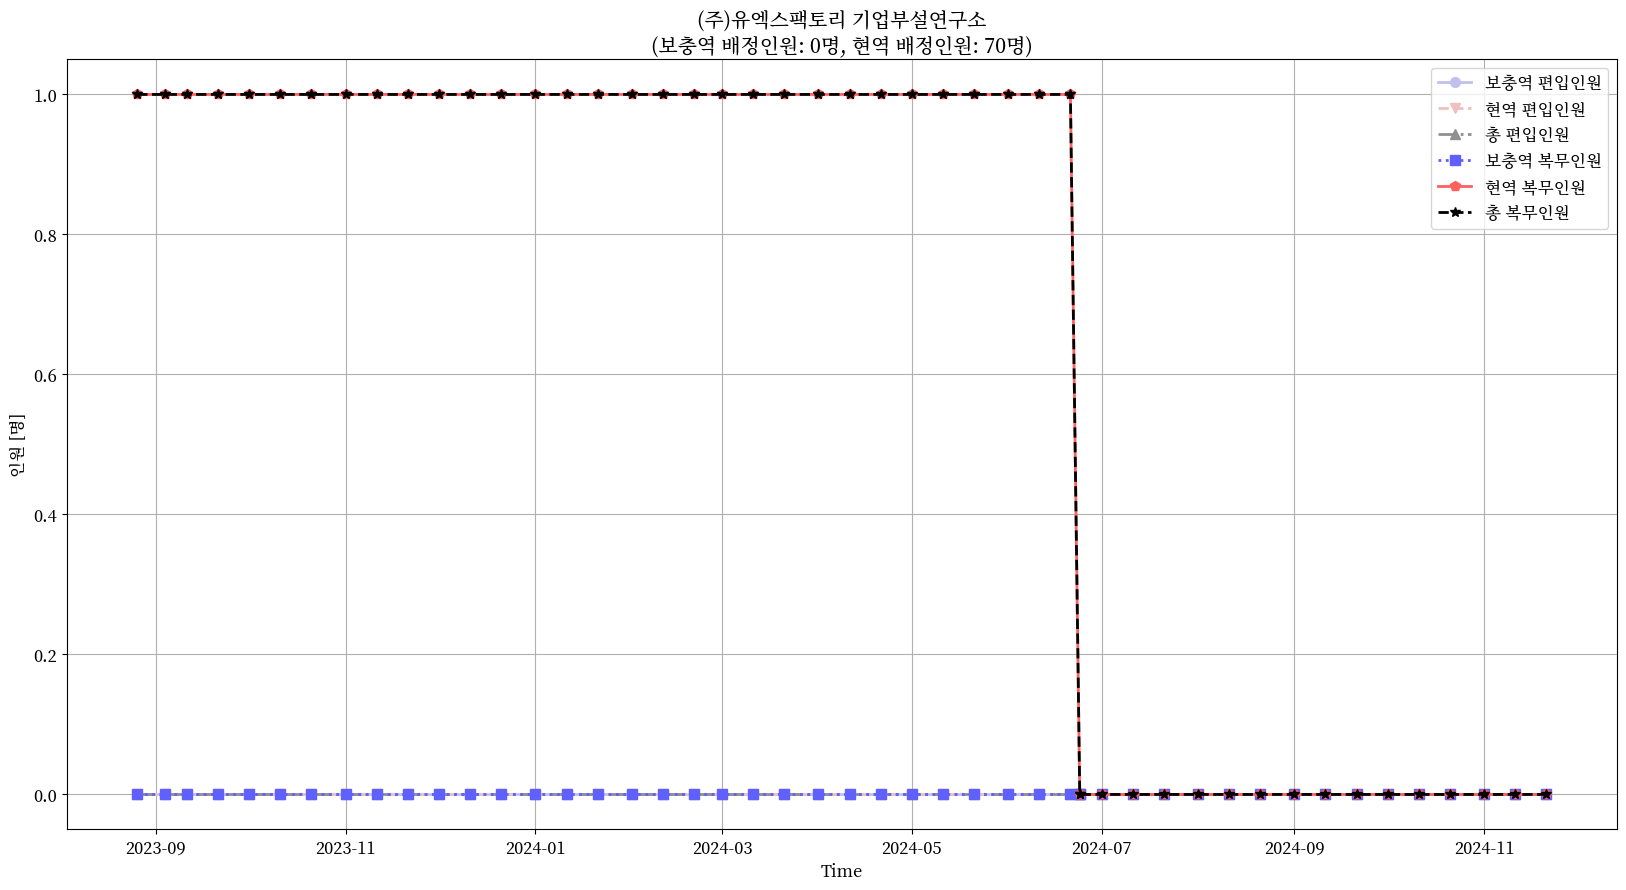 (주)유엑스팩토리 기업부설연구소
(보충역 배정인원: 0명, 현역 배정인원: 70명)
보충역 편입인원
현역 편입인원
총 편입인원
보충역 복무인원
현역 복무인원
총 복무인원
인원 [명]
1.0
0.8
0.6
0.4
0.2
0.0
2023-09
2023-11
2024-01
2024-03
2024-05
2024-07
2024-09
2024-11
Time